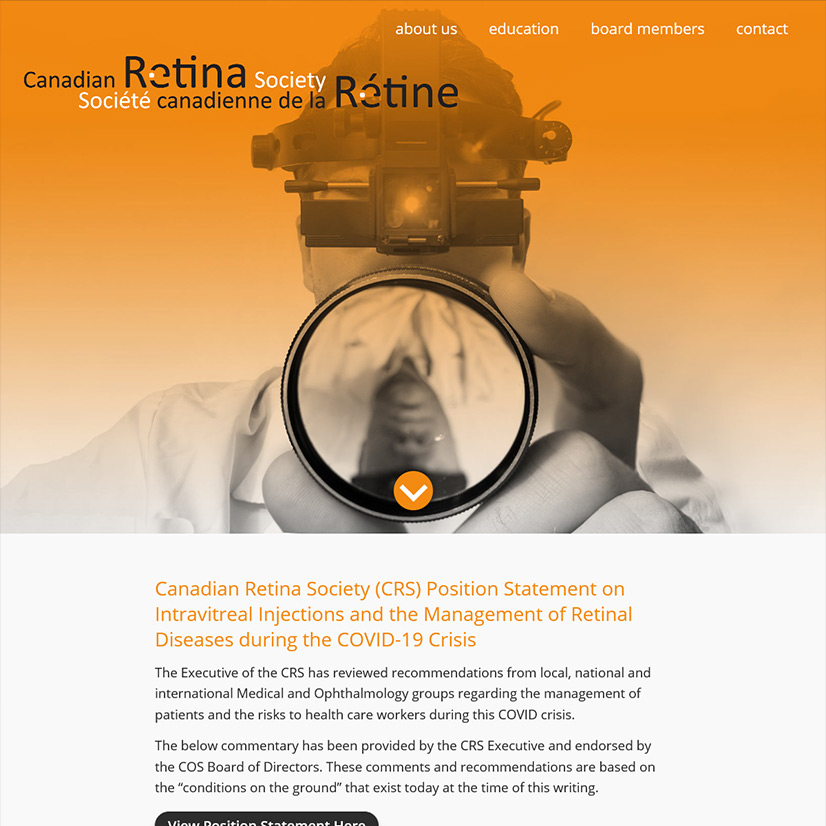 about us education board members contact
Canadian Retina Society
Société canadienne de la Rétine
Canadian Retina Society (CRS) Position Statement on
Intravitreal Injections and the Management of Retinal
Diseases during the COVID-19 Crisis
The Executive of the CRS has reviewed recommendations from local, national and
international Medical and Ophthalmology groups regarding the management of
patients and the risks to health care workers during this COVID crisis.
The below commentary has been provided by the CRS Executive and endorsed by
the COS Board of Directors. These comments and recommendations are based on
the “conditions on the ground” that exist today at the time of this writing.
View Position Statement Here